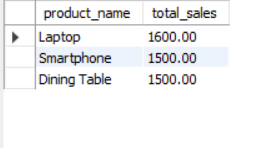 product_name total_sales
Laptop 1600.00
Smartphone 1500.00
Dining Table 1500.00